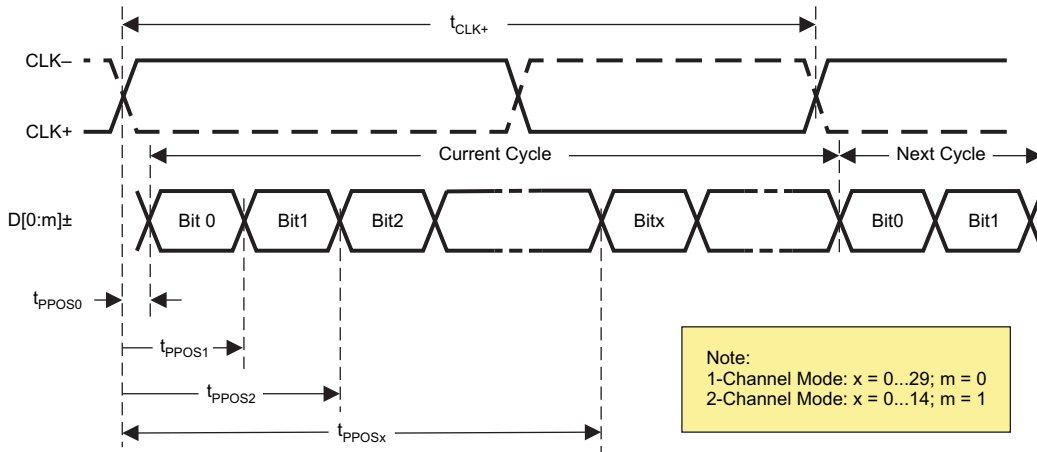 tCLK+
CLK–
CLK+
Current Cycle
Next Cycle
D[0:m]±
Bit 0
Bit1
Bit2
Bitx
Bit0
Bit1
tPPOS0
tPPOS1
tPPOS2
tPPOSx
Note:
1-Channel Mode: x = 0...29; m = 0
2-Channel Mode: x = 0...14; m = 1